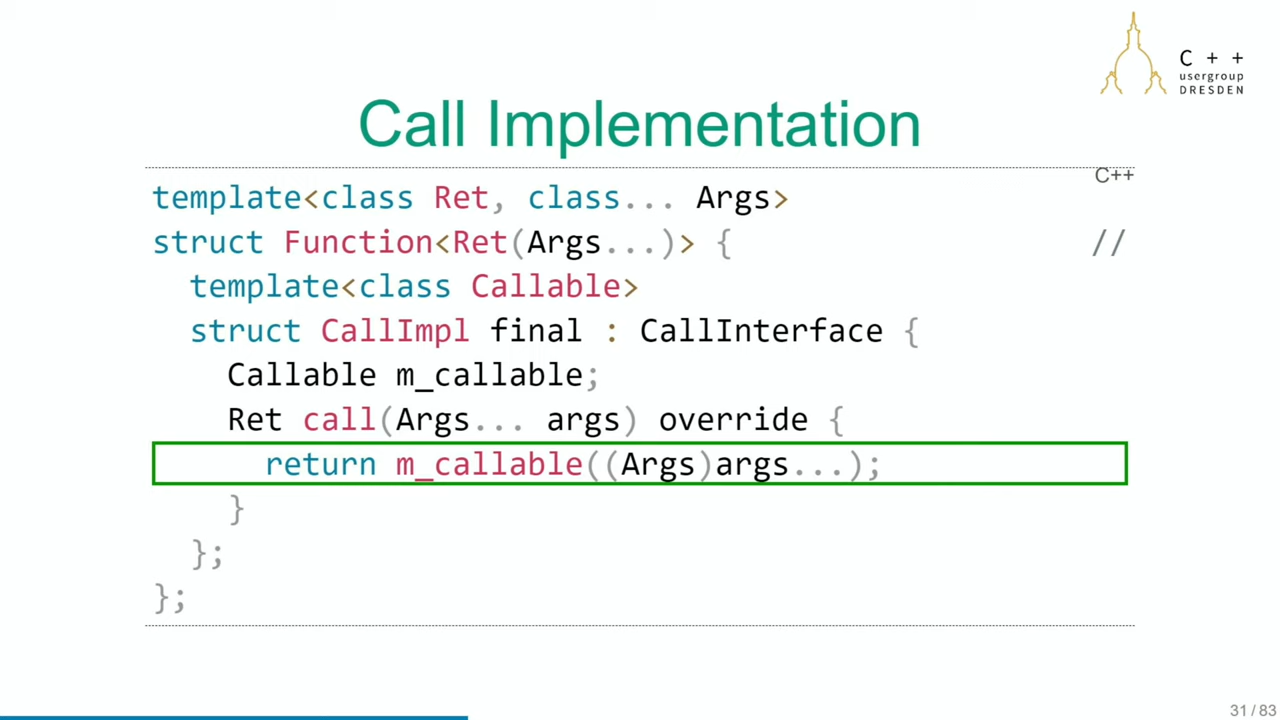 C + +
usergroup
DRESDEN
Call Implementation
C++
template<class Ret, class... Args>
struct Function<Ret(Args...)> { //
template<class Callable>
struct CallImpl final : CallInterface {
Callable m_callable;
Ret call(Args... args) override {
return m_callable((Args)args...);
}
};
};
31 / 83